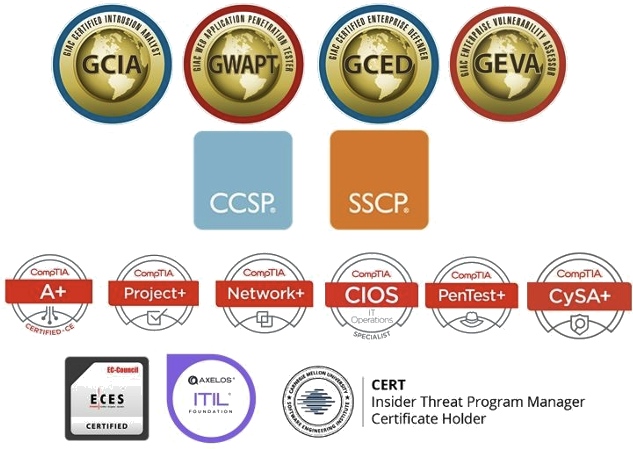 GIAC CERTIFIED INTRUSION ANALYST
GCIA
GIAC WEB APPLICATION PENETRATION TESTER
GWAPT
GIAC CERTIFIED ENTERPRISE DEFENDER
GCED
GIAC ENTERPRISE VULNERABILITY ASSESSOR
GEVA
CCSP®
SSCP®
CompTIA
A+
CERTIFIED-CE
CompTIA
Project+
CompTIA
Network+
CompTIA
CIOS
IT
Operations
SPECIALIST
CompTIA
PenTest+
CompTIA
CySA+
EC-Council
ECES
CERTIFIED
AXELOS
ITIL®
FOUNDATION
CARNEGIE MELLON UNIVERSITY
SOFTWARE ENGINEERING INSTITUTE
CERT
Insider Threat Program Manager
Certificate Holder